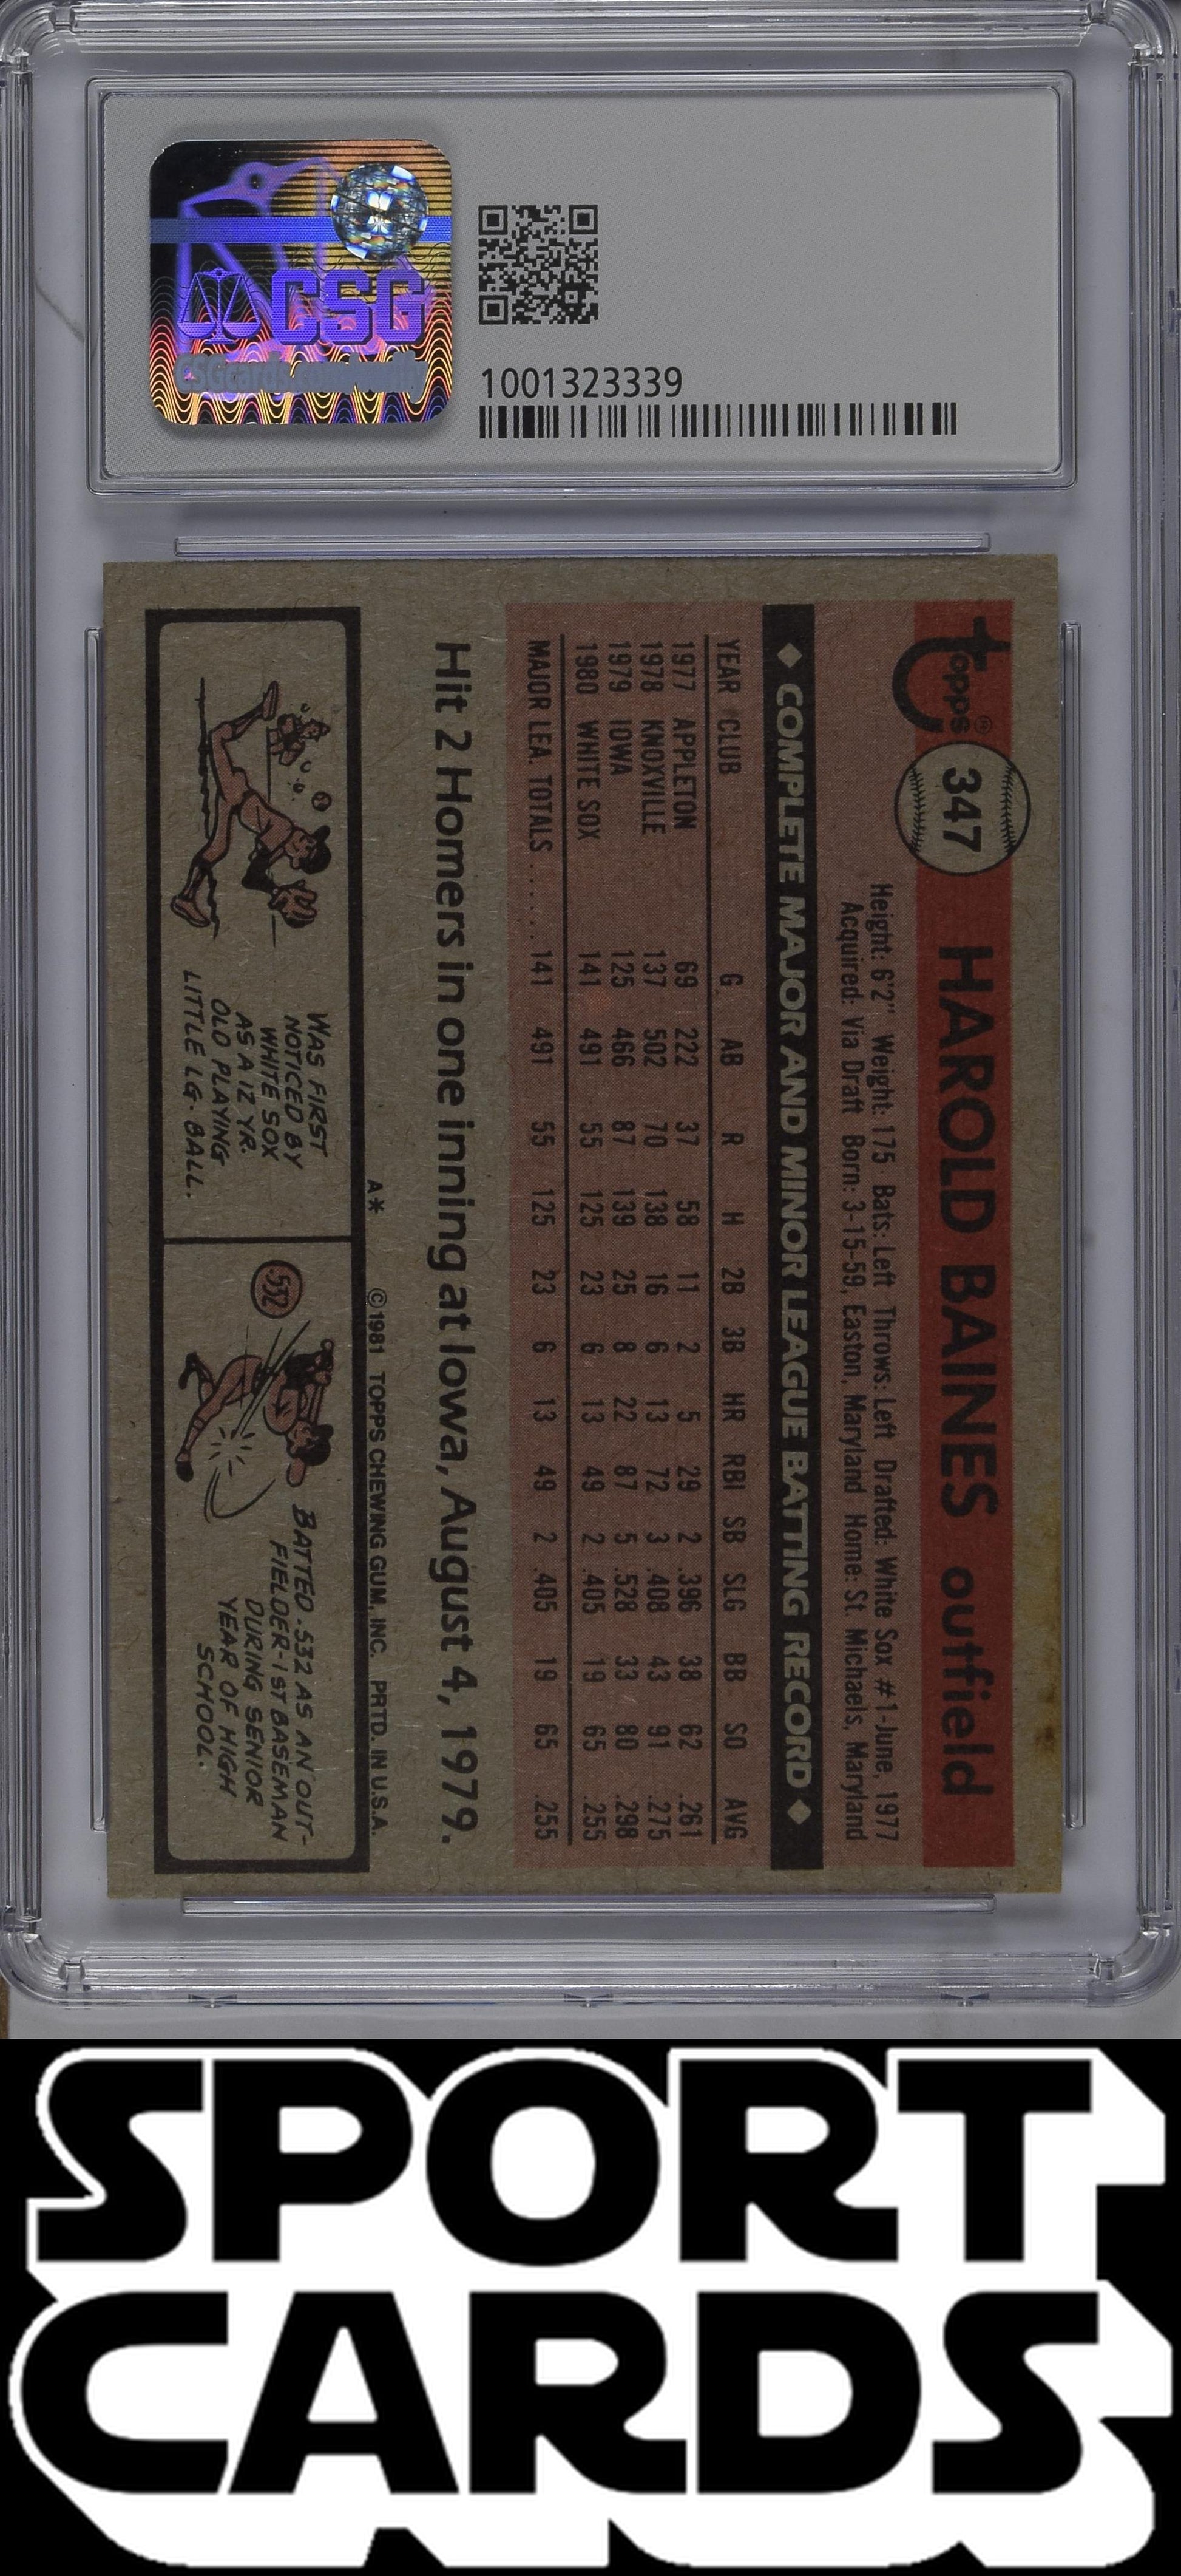 CSG
CSGcards.com/verify
1001323339
Topps
347
HAROLD BAINES outfield
Height: 6'2" Weight: 175 Bats: Left Throws: Left Drafted: White Sox #1-June, 1977
Acquired: Via Draft Born: 3-15-59, Easton, Maryland Home: St. Michaels, Maryland
◆ COMPLETE MAJOR AND MINOR LEAGUE BATTING RECORD ◆
YEAR CLUB G AB R H 2B 3B HR RBI SB SLG BB SO AVG
1977 APPLETON 69 222 37 58 11 2 5 29 2 .396 38 62 .261
1978 KNOXVILLE 137 502 70 138 16 6 13 72 3 .408 43 91 .275
1979 IOWA 125 466 87 139 25 8 22 87 5 .528 33 80 .298
1980 WHITE SOX 141 491 55 125 23 6 13 49 2 .405 19 65 .255
MAJOR LEA. TOTALS ...... 141 491 55 125 23 6 13 49 2 .405 19 65 .255
Hit 2 Homers in one inning at Iowa, August 4, 1979.
A* ©1981 TOPPS CHEWING GUM, INC. PRTD. IN U.S.A.
WAS FIRST
NOTICED BY
WHITE SOX
AS A 12 YR.
OLD PLAYING
LITTLE LG. BALL.
.532
BATTED .532 AS AN OUT-
FIELDER-1ST BASEMAN
DURING SENIOR
YEAR OF HIGH
SCHOOL.
SPORT
CARDS